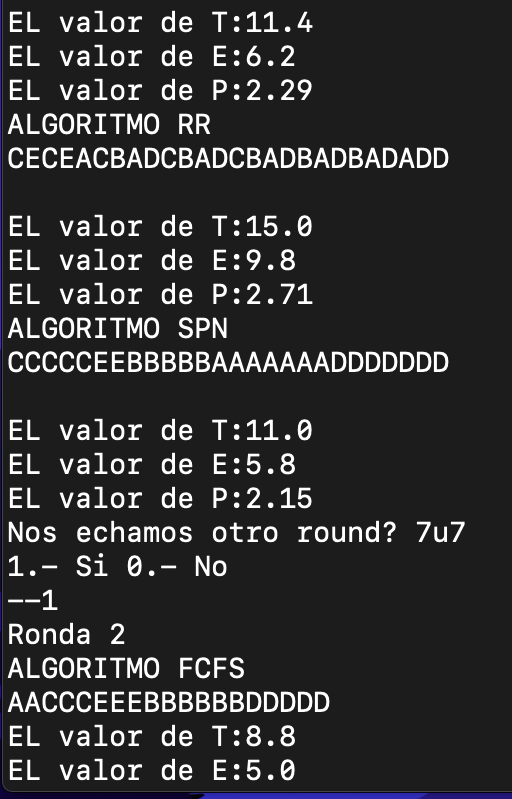 EL valor de T:11.4
EL valor de E:6.2
EL valor de P:2.29
ALGORITMO RR
CECEACBADCBADCBADBADBADADD
EL valor de T:15.0
EL valor de E:9.8
EL valor de P:2.71
ALGORITMO SPN
CCCCCEEBBBBBAAAAAAADDDDDDD
EL valor de T:11.0
EL valor de E:5.8
EL valor de P:2.15
Nos echamos otro round? 7u7
1.- Si 0.- No
--1
Ronda 2
ALGORITMO FCFS
AACCCEEEBBBBBBDDDDD
EL valor de T:8.8
EL valor de E:5.0